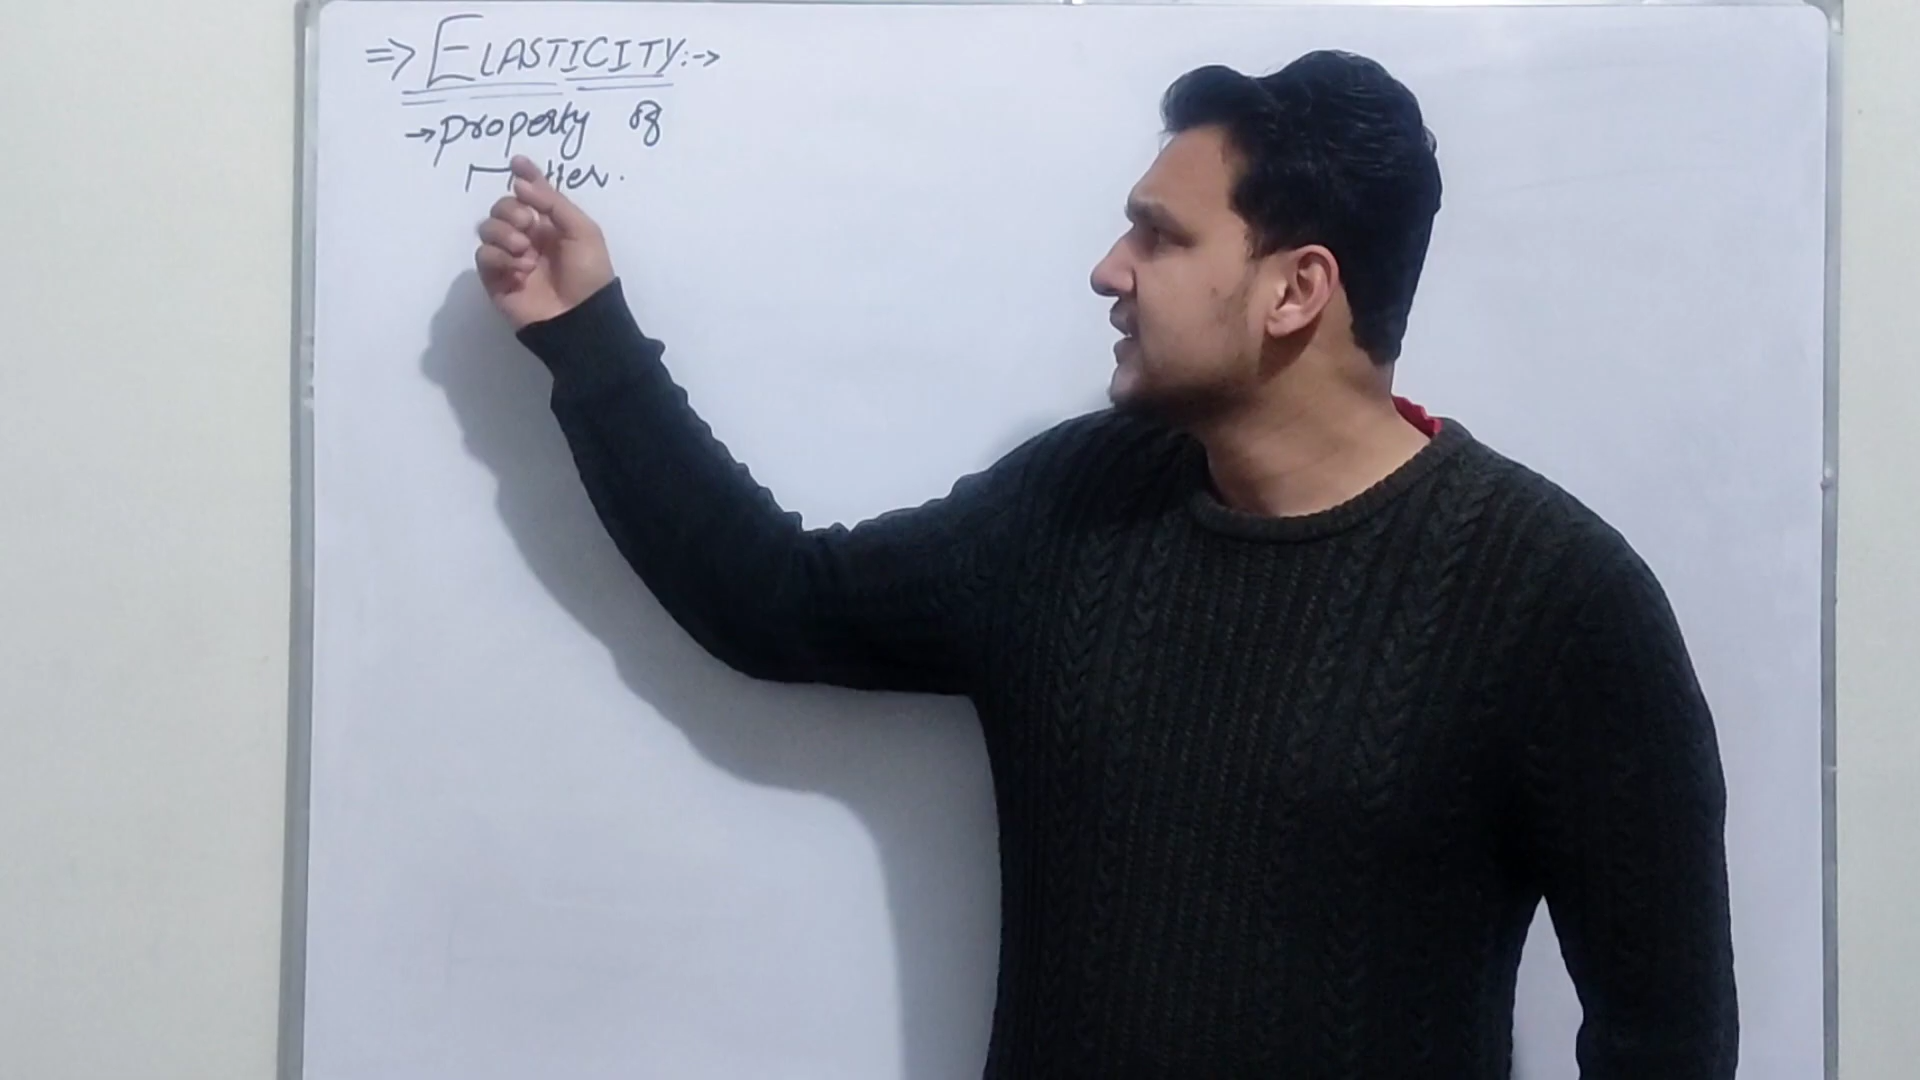 => ELASTICITY:->
→ property of
Matter.